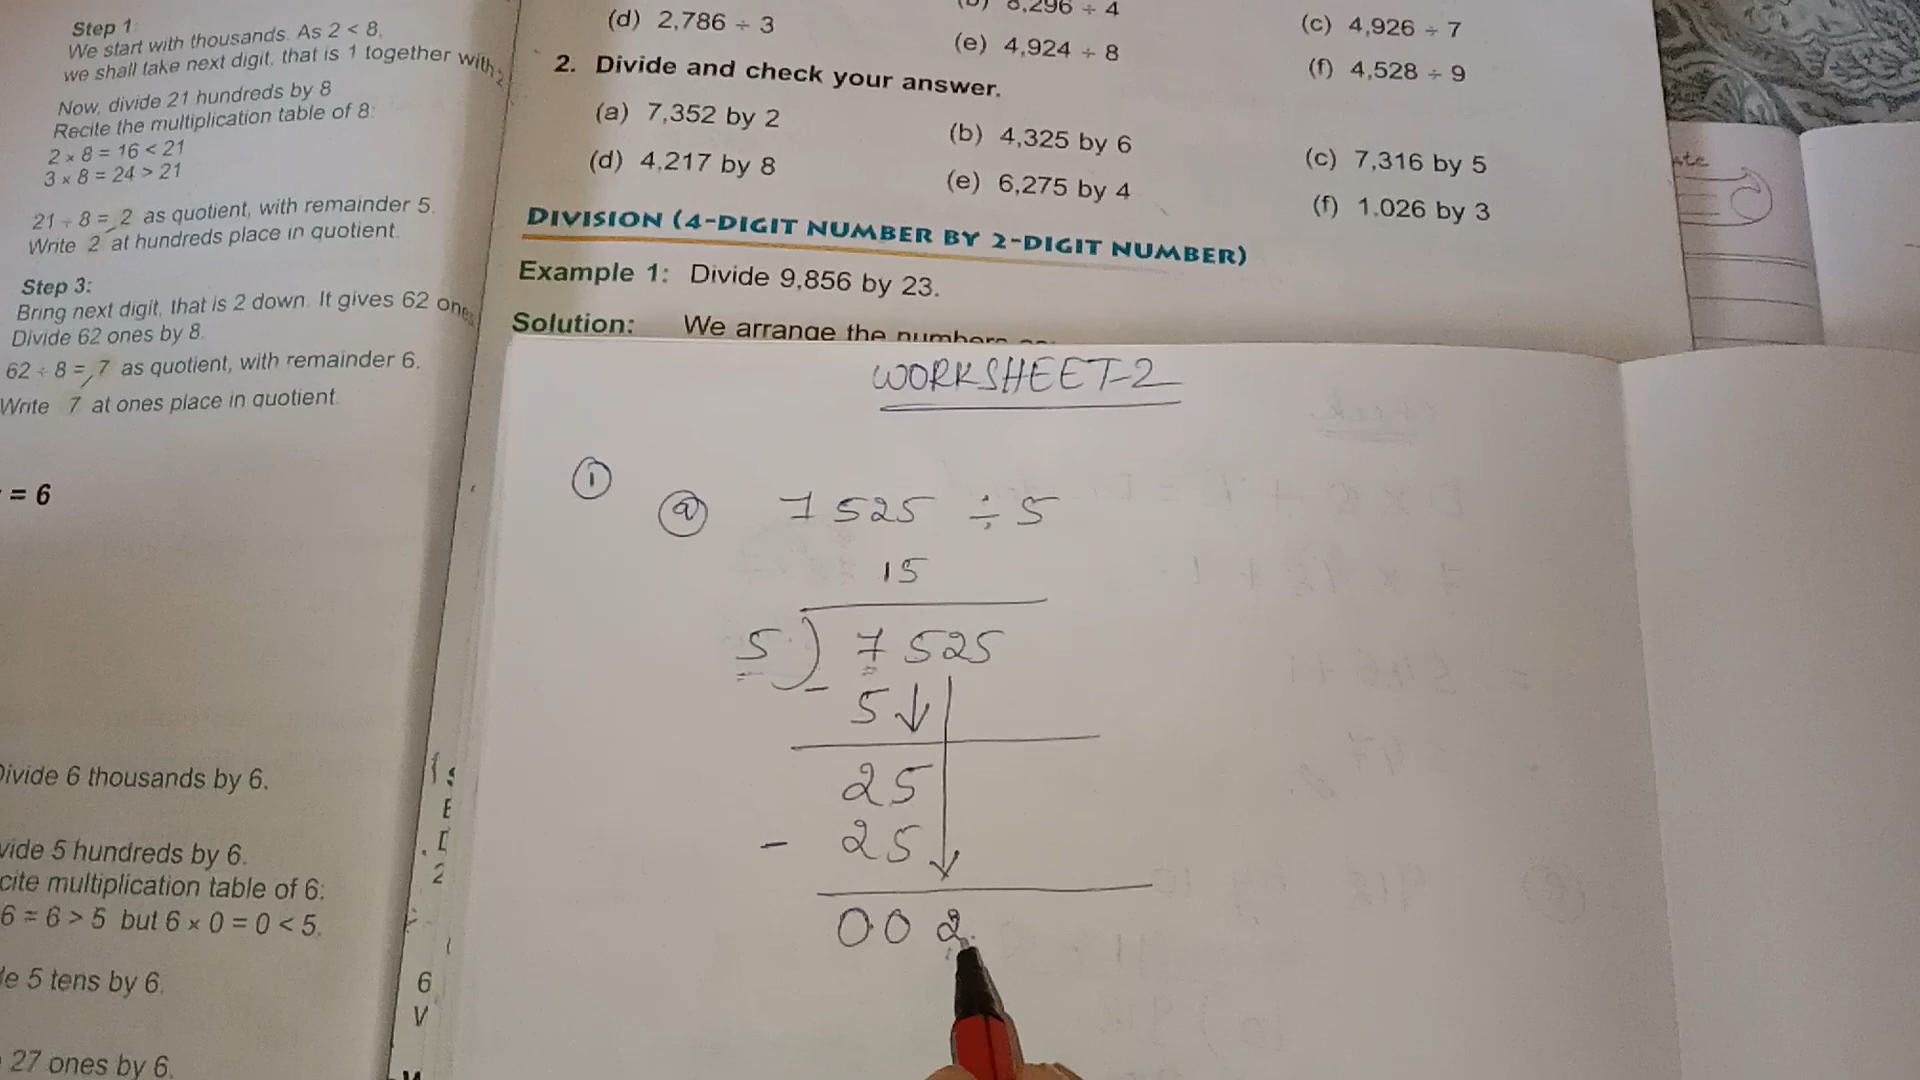 Step 1:
We start with thousands. As 2 < 8,
we shall take next digit, that is 1 together with
Now, divide 21 hundreds by 8
Recite the multiplication table of 8:
2 × 8 = 16 < 21
3 × 8 = 24 > 21
21 ÷ 8 = 2 as quotient, with remainder 5.
Write 2 at hundreds place in quotient.
Step 3:
Bring next digit, that is 2 down. It gives 62 ones
Divide 62 ones by 8.
62 ÷ 8 = 7 as quotient, with remainder 6.
Write 7 at ones place in quotient.
= 6
Divide 6 thousands by 6.
vide 5 hundreds by 6.
cite multiplication table of 6:
6 = 6 > 5 but 6 × 0 = 0 < 5.
le 5 tens by 6.
27 ones by 6.
6
V
(d) 2,786 ÷ 3
(b) 8,296 ÷ 4
(e) 4,924 ÷ 8
(c) 4,926 ÷ 7
(f) 4,528 ÷ 9
2. Divide and check your answer.
(a) 7,352 by 2
(b) 4,325 by 6
(c) 7,316 by 5
(d) 4,217 by 8
(e) 6,275 by 4
(f) 1,026 by 3
DIVISION (4-DIGIT NUMBER BY 2-DIGIT NUMBER)
Example 1: Divide 9,856 by 23.
Solution: We arrange the numbers as:
WORKSHEET-2
1
a 7525 ÷ 5
15
5) 7525
- 5
25
- 25
002